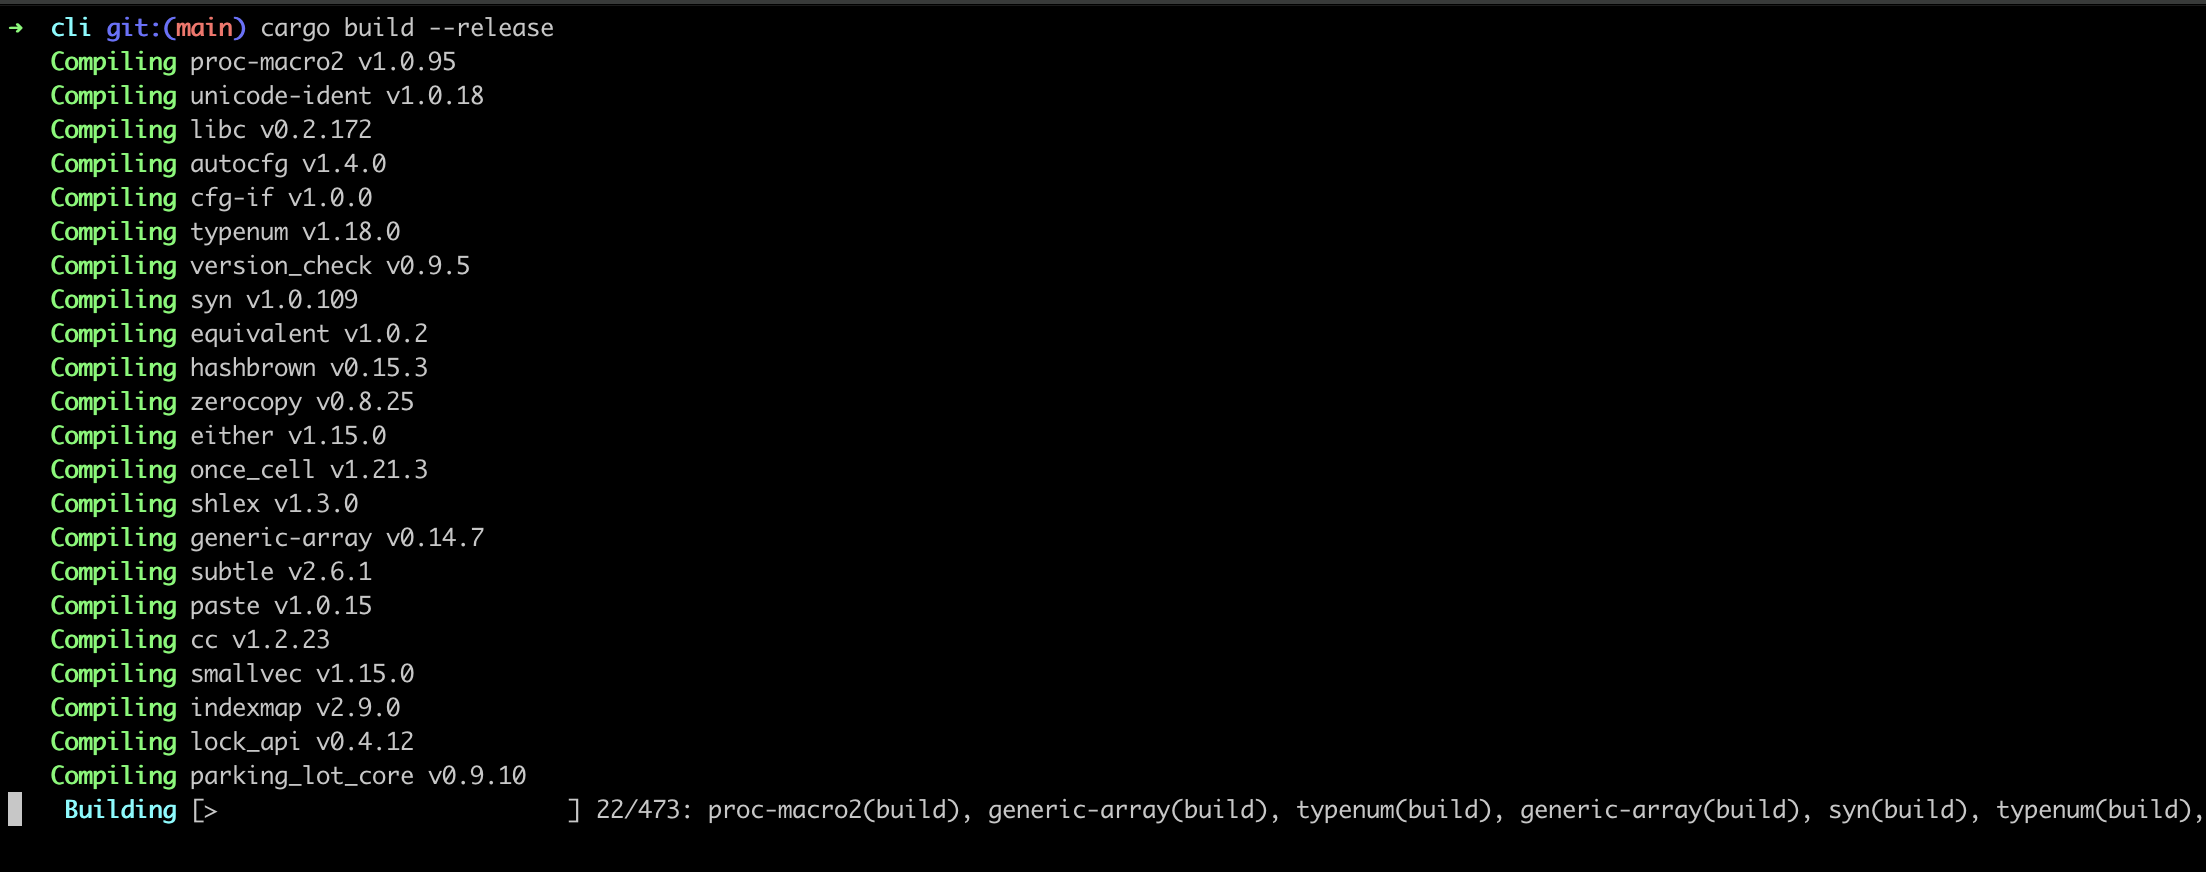 ➜ cli git:(main) cargo build --release
Compiling proc-macro2 v1.0.95
Compiling unicode-ident v1.0.18
Compiling libc v0.2.172
Compiling autocfg v1.4.0
Compiling cfg-if v1.0.0
Compiling typenum v1.18.0
Compiling version_check v0.9.5
Compiling syn v1.0.109
Compiling equivalent v1.0.2
Compiling hashbrown v0.15.3
Compiling zerocopy v0.8.25
Compiling either v1.15.0
Compiling once_cell v1.21.3
Compiling shlex v1.3.0
Compiling generic-array v0.14.7
Compiling subtle v2.6.1
Compiling paste v1.0.15
Compiling cc v1.2.23
Compiling smallvec v1.15.0
Compiling indexmap v2.9.0
Compiling lock_api v0.4.12
Compiling parking_lot_core v0.9.10
Building [> ] 22/473: proc-macro2(build), generic-array(build), typenum(build), generic-array(build), syn(build), typenum(build),